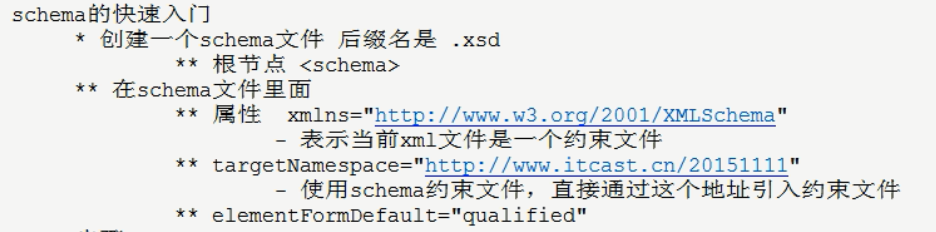 schema的快速入门
* 创建一个schema文件 后缀名是 .xsd
** 根节点 <schema>
** 在schema文件里面
** 属性 xmlns="http://www.w3.org/2001/XMLSchema"
- 表示当前xml文件是一个约束文件
** targetNamespace="http://www.itcast.cn/20151111"
- 使用schema约束文件，直接通过这个地址引入约束文件
** elementFormDefault="qualified"